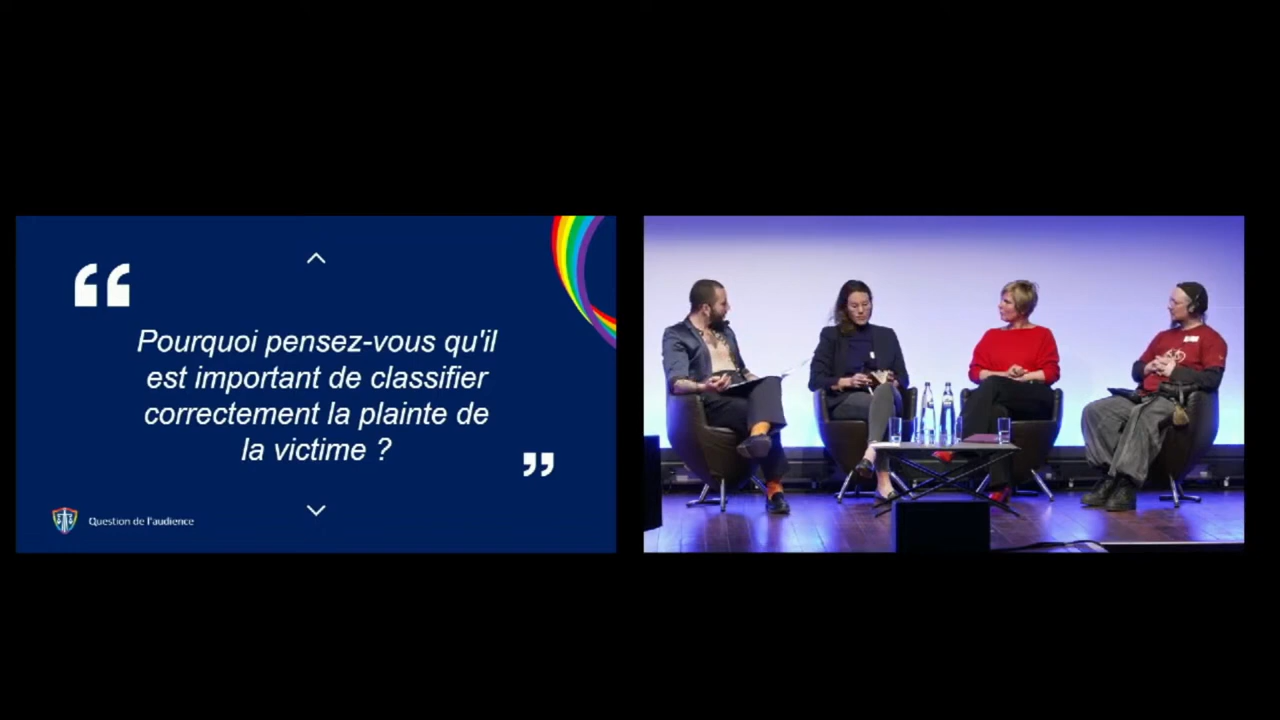 “
Pourquoi pensez-vous qu'il
est important de classifier
correctement la plainte de
la victime ?
”
Question de l'audience